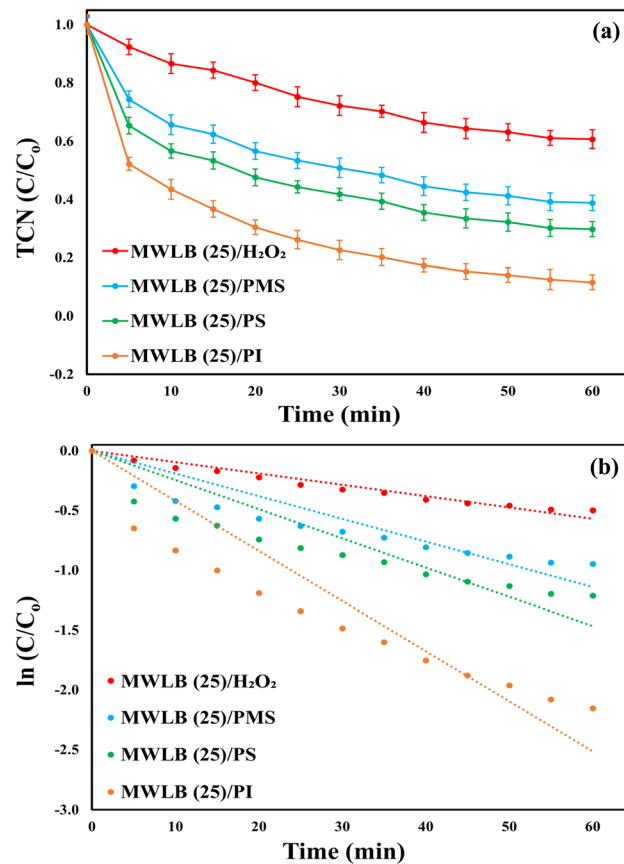 (a)
TCN (C/Cₒ)
1.0
0.8
0.6
0.4
0.2
0.0
-0.2
MWLB (25)/H₂O₂
MWLB (25)/PMS
MWLB (25)/PS
MWLB (25)/PI
0 10 20 30 40 50 60
Time (min)
(b)
ln (C/Cₒ)
0.0
-0.5
-1.0
-1.5
-2.0
-2.5
-3.0
MWLB (25)/H₂O₂
MWLB (25)/PMS
MWLB (25)/PS
MWLB (25)/PI
0 10 20 30 40 50 60
Time (min)